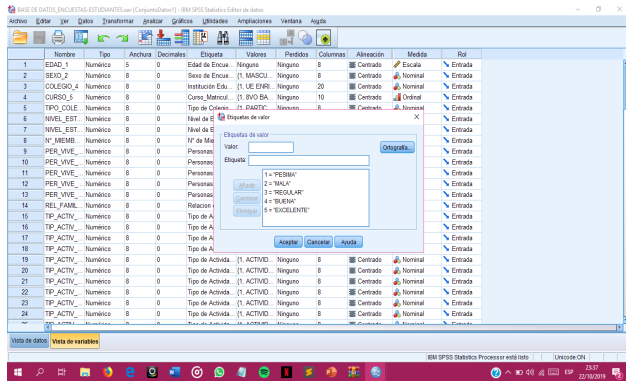 BASE DE DATOS_ENCUESTAS-ESTUDIANTES.sav [ConjuntoDatos1] - IBM SPSS Statistics Editor de datos
Archivo Editar Ver Datos Transformar Analizar Gráficos Utilidades Ampliaciones Ventana Ayuda
Nombre Tipo Anchura Decimales Etiqueta Valores Perdidos Columnas Alineación Medida Rol
1 EDAD_1 Numérico 5 0 Edad de Encue... Ninguno Ninguno 8 Centrado Escala Entrada
2 SEXO_2 Numérico 8 0 Sexo de Encue... {1, MASCU... Ninguno 8 Centrado Nominal Entrada
3 COLEGIO_4 Numérico 8 0 Institución Edu... {1, UE ENRI... Ninguno 20 Centrado Nominal Entrada
4 CURSO_5 Numérico 8 0 Curso_Matricul... {1, 8VO BA... Ninguno 10 Centrado Ordinal Entrada
5 TIPO_COLE... Numérico 8 0 Tipo de Colegio {1, PARTIC... Ninguno 8 Centrado Nominal Entrada
6 NIVEL_EST... Numérico 8 0 Nivel de E Entrada
7 NIVEL_EST... Numérico 8 0 Nivel de E Entrada
8 N°_MIEMB... Numérico 8 0 N° de Mie Entrada
9 PER_VIVE_... Numérico 8 0 Personas Entrada
10 PER_VIVE_... Numérico 8 0 Personas Entrada
11 PER_VIVE_... Numérico 8 0 Personas Entrada
12 PER_VIVE_... Numérico 8 0 Personas Entrada
13 PER_VIVE_... Numérico 8 0 Personas Entrada
14 REL_FAMIL... Numérico 8 0 Relacion Entrada
15 TIP_ACTIV_... Numérico 8 0 Tipo de A Entrada
16 TIP_ACTIV_... Numérico 8 0 Tipo de A Entrada
17 TIP_ACTIV_... Numérico 8 0 Tipo de A Entrada
18 TIP_ACTIV_... Numérico 8 0 Tipo de A Entrada
19 TIP_ACTIV_... Numérico 8 0 Tipo de Activida... {1, ACTIVID... Ninguno 8 Centrado Nominal Entrada
20 TIP_ACTIV_... Numérico 8 0 Tipo de Activida... {1, ACTIVID... Ninguno 8 Centrado Nominal Entrada
21 TIP_ACTIV_... Numérico 8 0 Tipo de Activida... {1, ACTIVID... Ninguno 8 Centrado Nominal Entrada
22 TIP_ACTIV_... Numérico 8 0 Tipo de Activida... {1, ACTIVID... Ninguno 8 Centrado Nominal Entrada
23 TIP_ACTIV_... Numérico 8 0 Tipo de Activida... {1, ACTIVID... Ninguno 8 Centrado Nominal Entrada
24 TIP_ACTIV_... Numérico 8 0 Tipo de Activida... {1, ACTIVID... Ninguno 8 Centrado Nominal Entrada
Etiquetas de valor
Etiquetas de valor
Valor:
Ortografía...
Etiqueta:
1 = "PESIMA"
2 = "MALA"
3 = "REGULAR"
4 = "BUENA"
5 = "EXCELENTE"
Añadir
Cambiar
Eliminar
Aceptar Cancelar Ayuda
Vista de datos Vista de variables
IBM SPSS Statistics Processor está listo Unicode:ON
ESP 23:37
22/10/2019